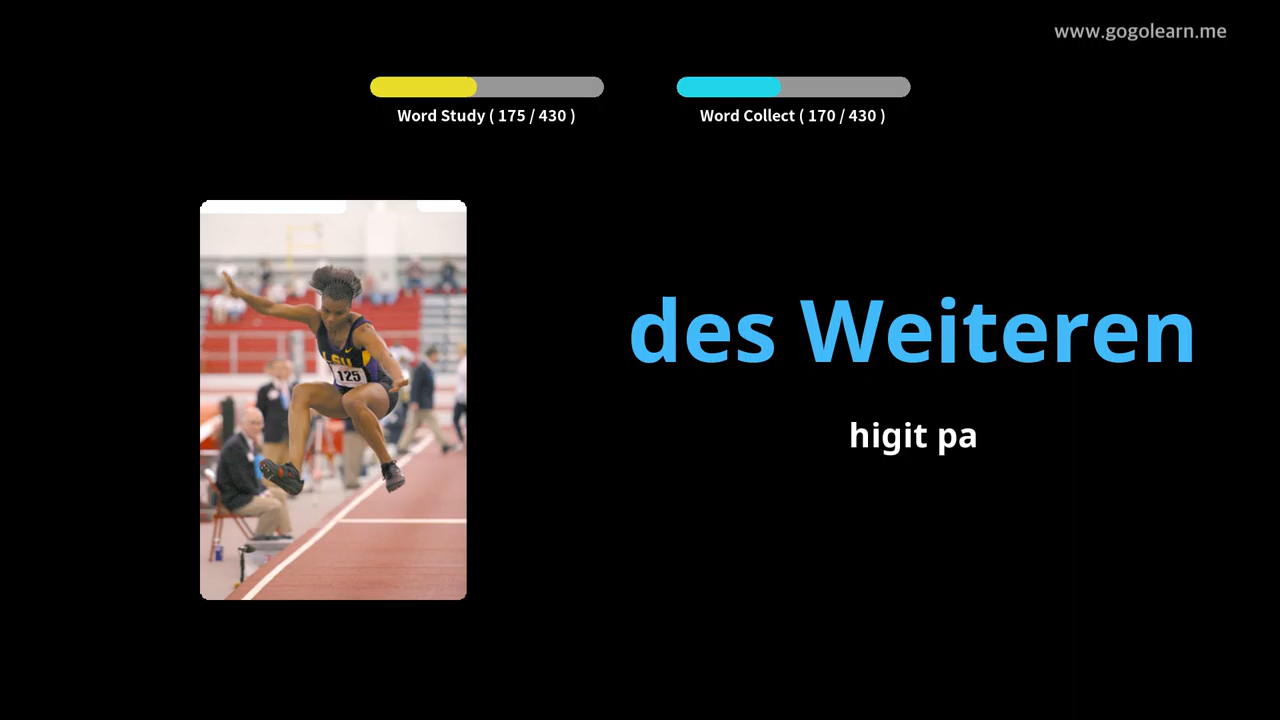 www.gogolearn.me
Word Study ( 175 / 430 )
Word Collect ( 170 / 430 )
LSU
125
des Weiteren
higit pa